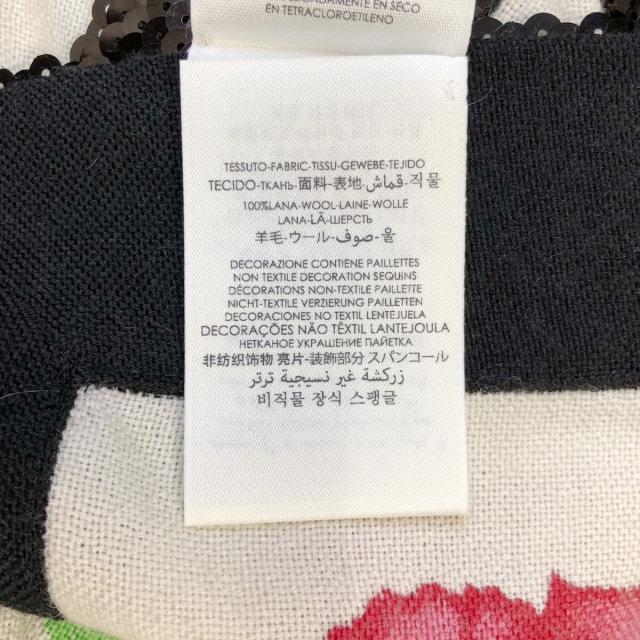 EN TETRACLOROETILENO
TESSUTO-FABRIC-TISSU-GEWEBE-TEJIDO
TECIDO-ТКАНЬ-面料-表地-قماش-직물
100%LANA-WOOL-LAINE-WOLLE
LANA-LÃ-ШЕРСТЬ
羊毛-ウール-صوف-울
DECORAZIONE CONTIENE PAILLETTES
NON TEXTILE DECORATION SEQUINS
DÉCORATIONS NON-TEXTILE PAILLETTE
NICHT-TEXTILE VERZIERUNG PAILLETTEN
DECORACIONES NO TEXTIL LENTEJUELA
DECORAÇÕES NÃO TÊXTIL LANTEJOULA
НЕТКАНОЕ УКРАШЕНИЕ ПАЙЕТКА
非纺织饰物 亮片-装飾部分 スパンコール
زركشة غير نسيجية ترتر
비직물 장식 스팽글